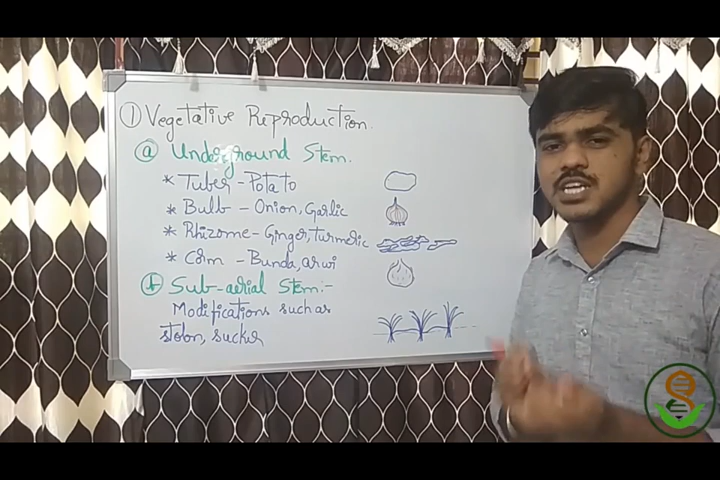 ① Vegetative Reproduction.
ⓐ Underground Stem.
* Tuber - Potato
* Bulb - Onion, Garlic
* Rhizome - Ginger, Turmeric
* Corm - Bunda, arwi
ⓑ Sub-aerial Stem:-
Modifications such as
stolon, sucker